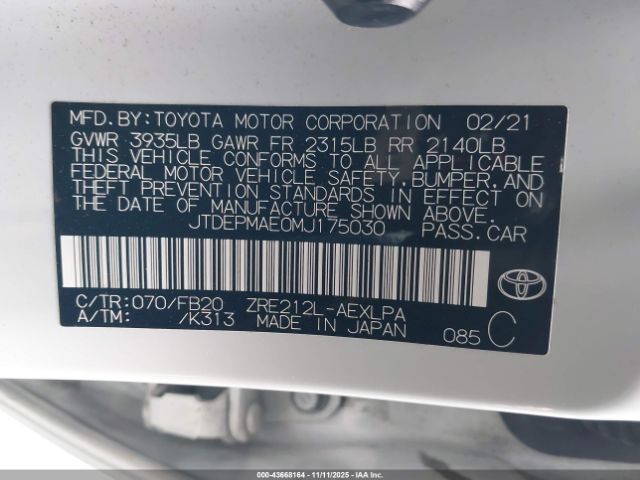 MFD. BY: TOYOTA MOTOR CORPORATION 02/21
GVWR 3935LB GAWR FR 2315LB RR 2140LB
THIS VEHICLE CONFORMS TO ALL APPLICABLE
FEDERAL MOTOR VEHICLE SAFETY, BUMPER, AND
THEFT PREVENTION STANDARDS IN EFFECT ON
THE DATE OF MANUFACTURE SHOWN ABOVE.
JTDEPMAE0MJ175030 PASS.CAR
C/TR: 070/FB20 ZRE212L-AEXLPA
A/TM: /K313 MADE IN JAPAN 085 C
000-43668164 - 11/11/2025 - IAAI.COM